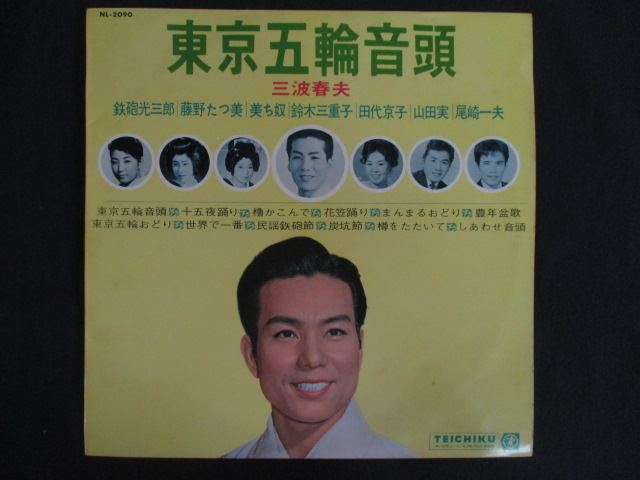 NL-2090
東京五輪音頭
三波春夫
鉄砲光三郎|藤野たつ美|美ち奴|鈴木三重子|田代京子|山田実|尾崎一夫
東京五輪音頭 十五夜踊り 櫓かこんで 花笠踊り まんまるおどり 豊年盆歌
東京五輪おどり 世界で一番 民謡鉄砲節 炭坑節 樽をたたいて しあわせ音頭
TEICHIKU